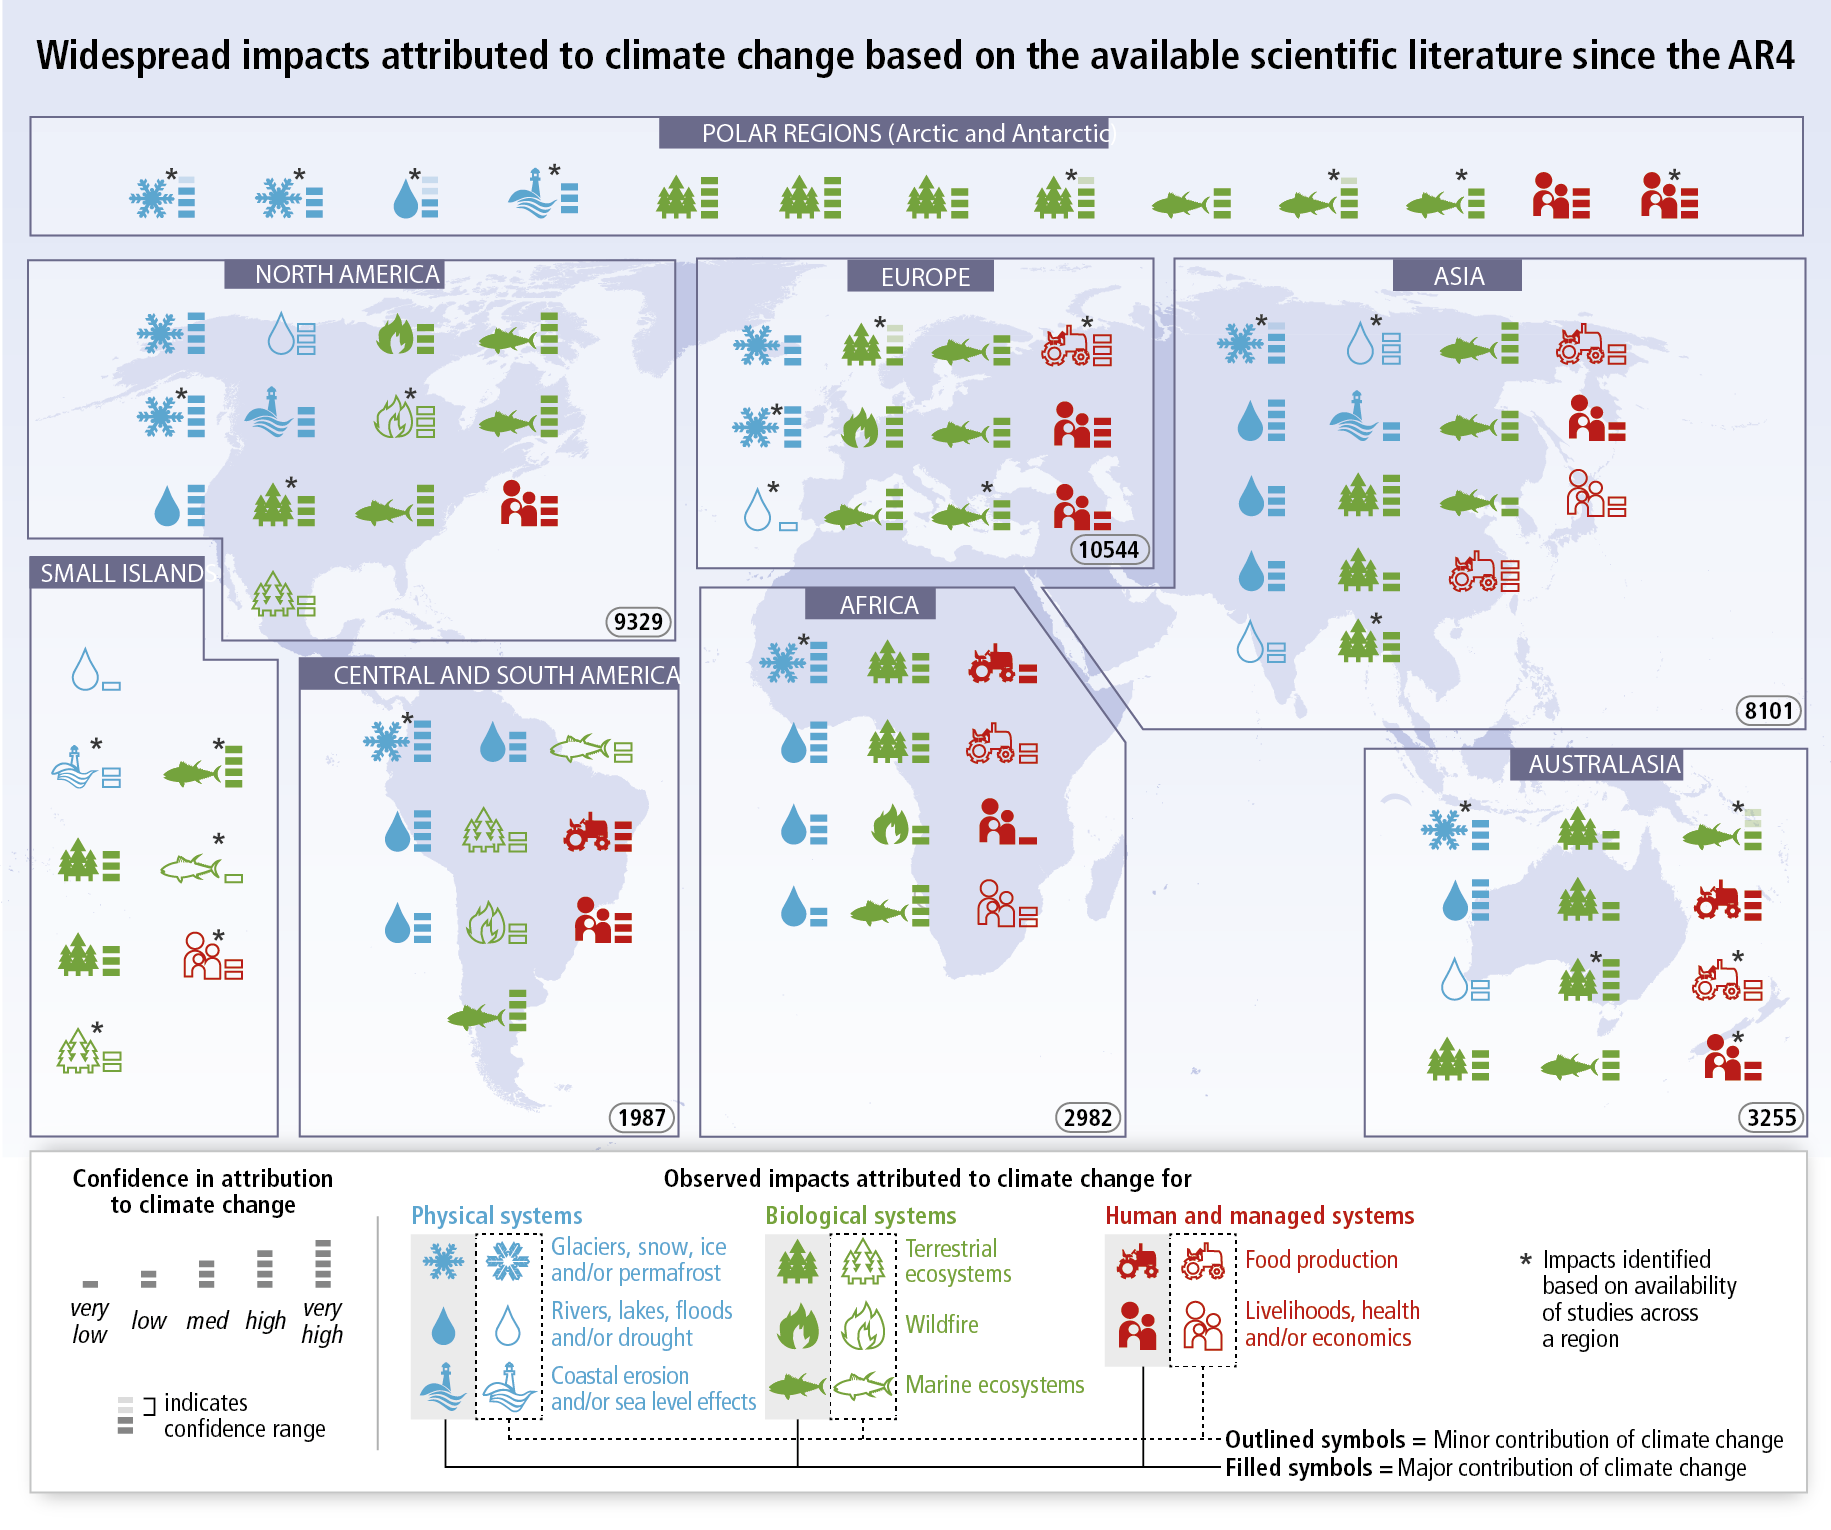 Widespread impacts attributed to climate change based on the available scientific literature since the AR4
POLAR REGIONS (Arctic and Antarctic)
* * * * * * * *
NORTH AMERICA
* * *
9329
EUROPE
* * * * *
10544
ASIA
* * *
8101
SMALL ISLANDS
* * * * *
CENTRAL AND SOUTH AMERICA
*
1987
AFRICA
*
2982
AUSTRALASIA
* * * * *
3255
Confidence in attribution
to climate change
very
low
low
med
high
very
high
indicates
confidence range
Observed impacts attributed to climate change for
Physical systems
Glaciers, snow, ice
and/or permafrost
Rivers, lakes, floods
and/or drought
Coastal erosion
and/or sea level effects
Biological systems
Terrestrial
ecosystems
Wildfire
Marine ecosystems
Human and managed systems
Food production
Livelihoods, health
and/or economics
* Impacts identified
based on availability
of studies across
a region
Outlined symbols = Minor contribution of climate change
Filled symbols = Major contribution of climate change